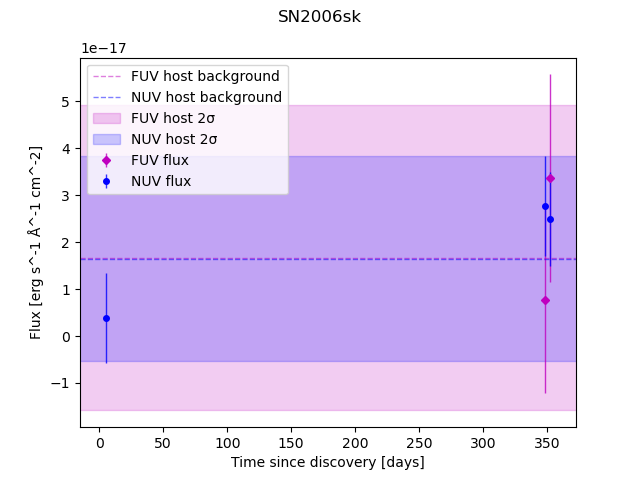 SN2006sk
1e−17
FUV host background
NUV host background
FUV host 2σ
NUV host 2σ
FUV flux
NUV flux
5
4
3
2
1
0
−1
Flux [erg s^-1 Å^-1 cm^-2]
0 50 100 150 200 250 300 350
Time since discovery [days]